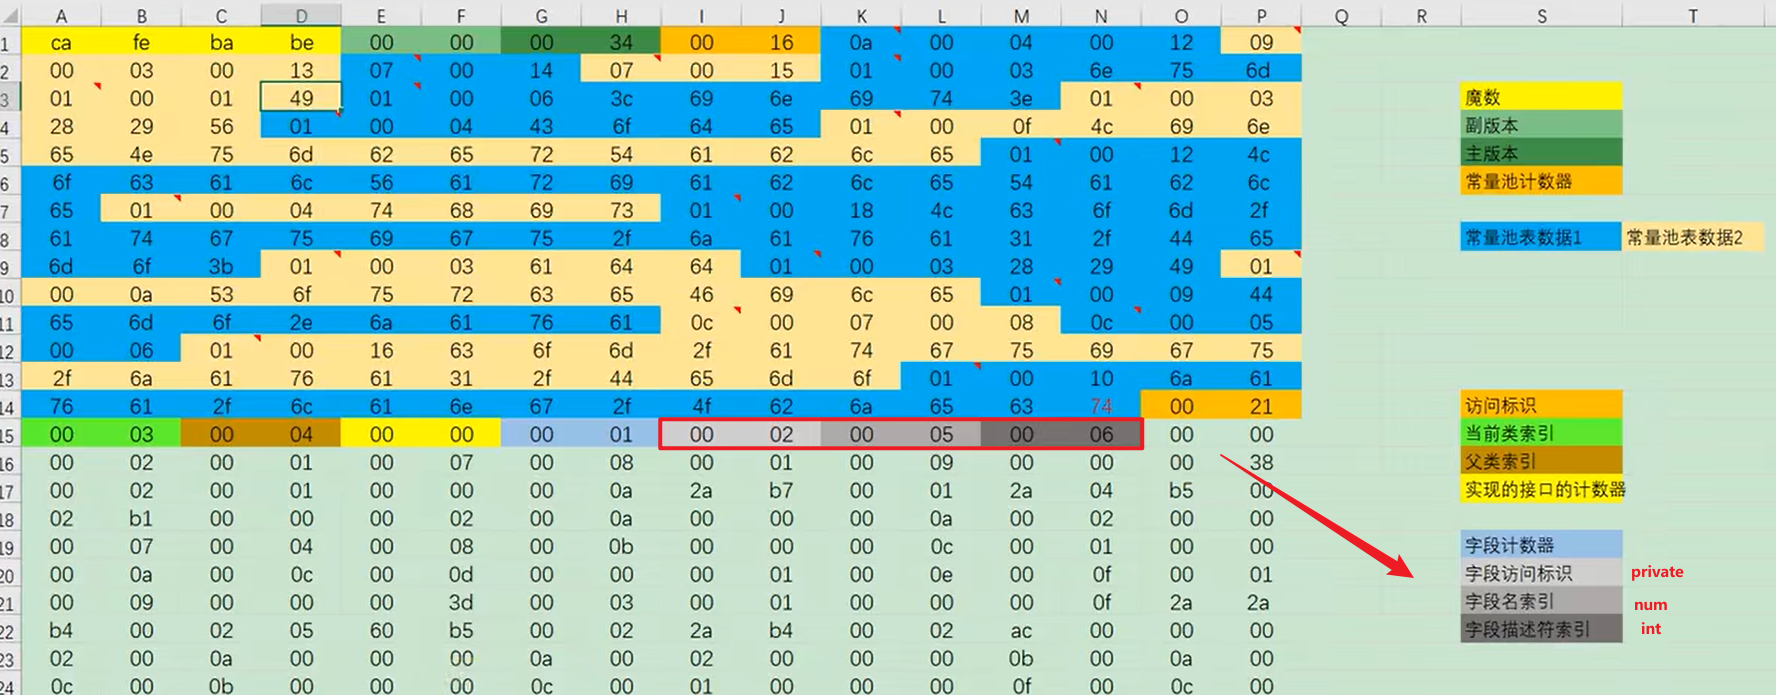 A B C D E F G H I J K L M N O P Q R S T
1 ca fe ba be 00 00 00 34 00 16 0a 00 04 00 12 09
2 00 03 00 13 07 00 14 07 00 15 01 00 03 6e 75 6d
3 01 00 01 49 01 00 06 3c 69 6e 69 74 3e 01 00 03 魔数
4 28 29 56 01 00 04 43 6f 64 65 01 00 0f 4c 69 6e 副版本
5 65 4e 75 6d 62 65 72 54 61 62 6c 65 01 00 12 4c 主版本
6 6f 63 61 6c 56 61 72 69 61 62 6c 65 54 61 62 6c 常量池计数器
7 65 01 00 04 74 68 69 73 01 00 18 4c 63 6f 6d 2f
8 61 74 67 75 69 67 75 2f 6a 61 76 61 31 2f 44 65 常量池表数据1 常量池表数据2
9 6d 6f 3b 01 00 03 61 64 64 01 00 03 28 29 49 01
10 00 0a 53 6f 75 72 63 65 46 69 6c 65 01 00 09 44
11 65 6d 6f 2e 6a 61 76 61 0c 00 07 00 08 0c 00 05
12 00 06 01 00 16 63 6f 6d 2f 61 74 67 75 69 67 75
13 2f 6a 61 76 61 31 2f 44 65 6d 6f 01 00 10 6a 61
14 76 61 2f 6c 61 6e 67 2f 4f 62 6a 65 63 74 00 21 访问标识
15 00 03 00 04 00 00 00 01 00 02 00 05 00 06 00 00 当前类索引
16 00 02 00 01 00 07 00 08 00 01 00 09 00 00 00 38 父类索引
17 00 02 00 01 00 00 00 0a 2a b7 00 01 2a 04 b5 00 实现的接口的计数器
18 02 b1 00 00 00 02 00 0a 00 00 00 0a 00 02 00 00
19 00 07 00 04 00 08 00 0b 00 00 00 0c 00 01 00 00 字段计数器
20 00 0a 00 0c 00 0d 00 00 00 01 00 0e 00 0f 00 01 字段访问标识 private
21 00 09 00 00 00 3d 00 03 00 01 00 00 00 0f 2a 2a 字段名索引 num
22 b4 00 02 05 60 b5 00 02 2a b4 00 02 ac 00 00 00 字段描述符索引 int
23 02 00 0a 00 00 00 0a 00 02 00 00 00 0b 00 0a 00
24 0c 00 0b 00 00 00 0c 00 01 00 00 00 0f 00 0c 00